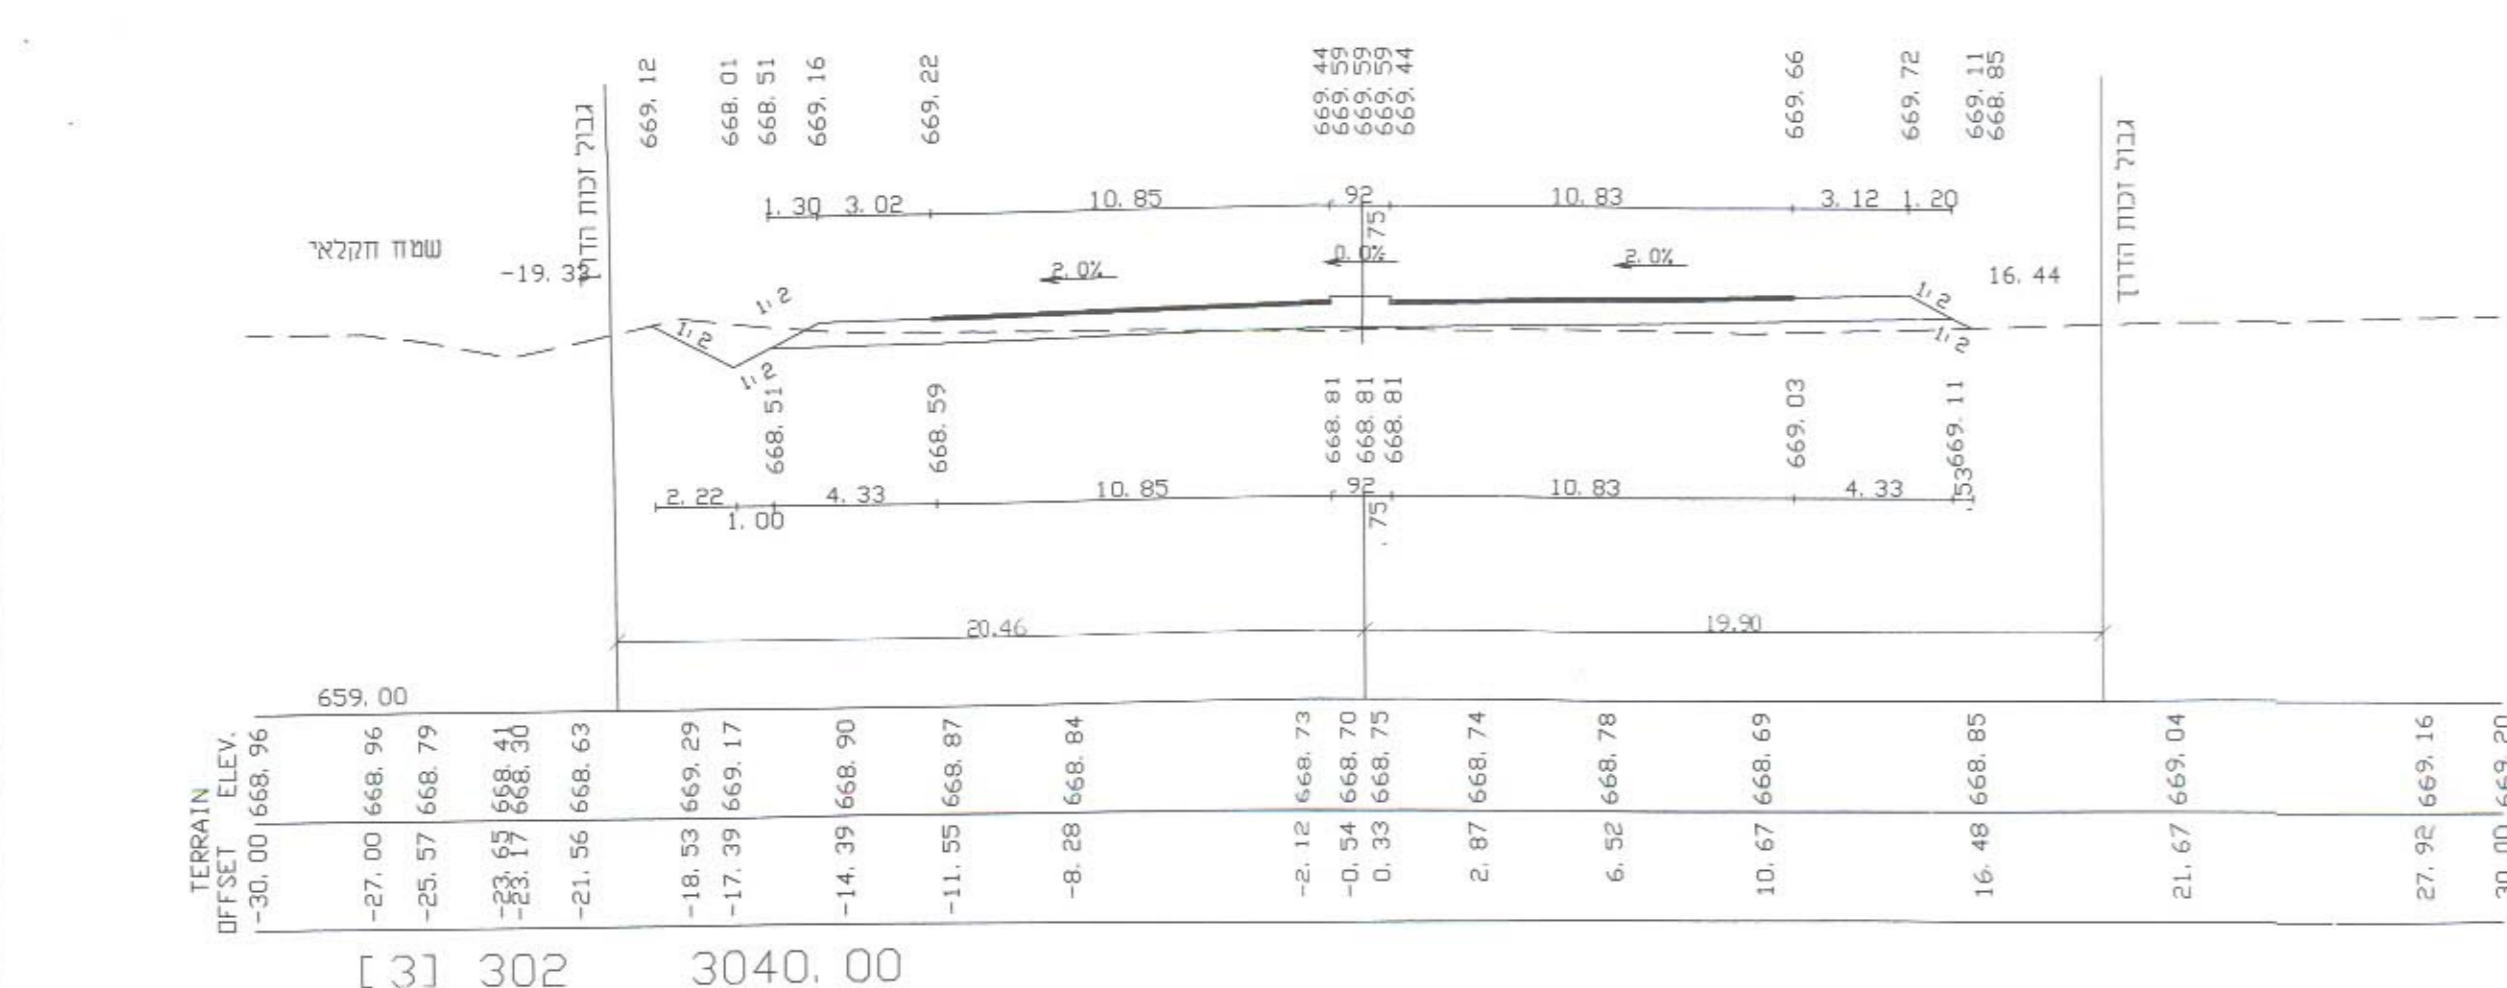 669.12 668.01 668.51 669.16 669.22 669.44 669.59 669.59 669.59 669.44 669.66 669.72 669.11 668.85
גבול זכות הדרך
גבול זכות הדרך
1.30 3.02 10.85 92 10.83 3.12 1.20
75
שטח חקלאי
-19.33 2.0% 0.0% 2.0% 16.44
1:2 1:2
1:2 1:2
1:2
668.51 668.59 668.81 668.81 668.81 669.03 669.11
2.22 4.33 10.85 92 10.83 4.33 .53
1.00 75
20.46 19.90
659.00
TERRAIN
ELEV. 668.96 668.96 668.79 668.41 668.30 668.63 669.29 669.17 668.90 668.87 668.84 668.73 668.70 668.75 668.74 668.78 668.69 668.85 669.04 669.16 669.20
OFFSET -30.00 -27.00 -25.57 -23.65 -23.17 -21.56 -18.53 -17.39 -14.39 -11.55 -8.28 -2.12 -0.54 0.33 2.87 6.52 10.67 16.48 21.67 27.92 30.00
[3] 302 3040.00